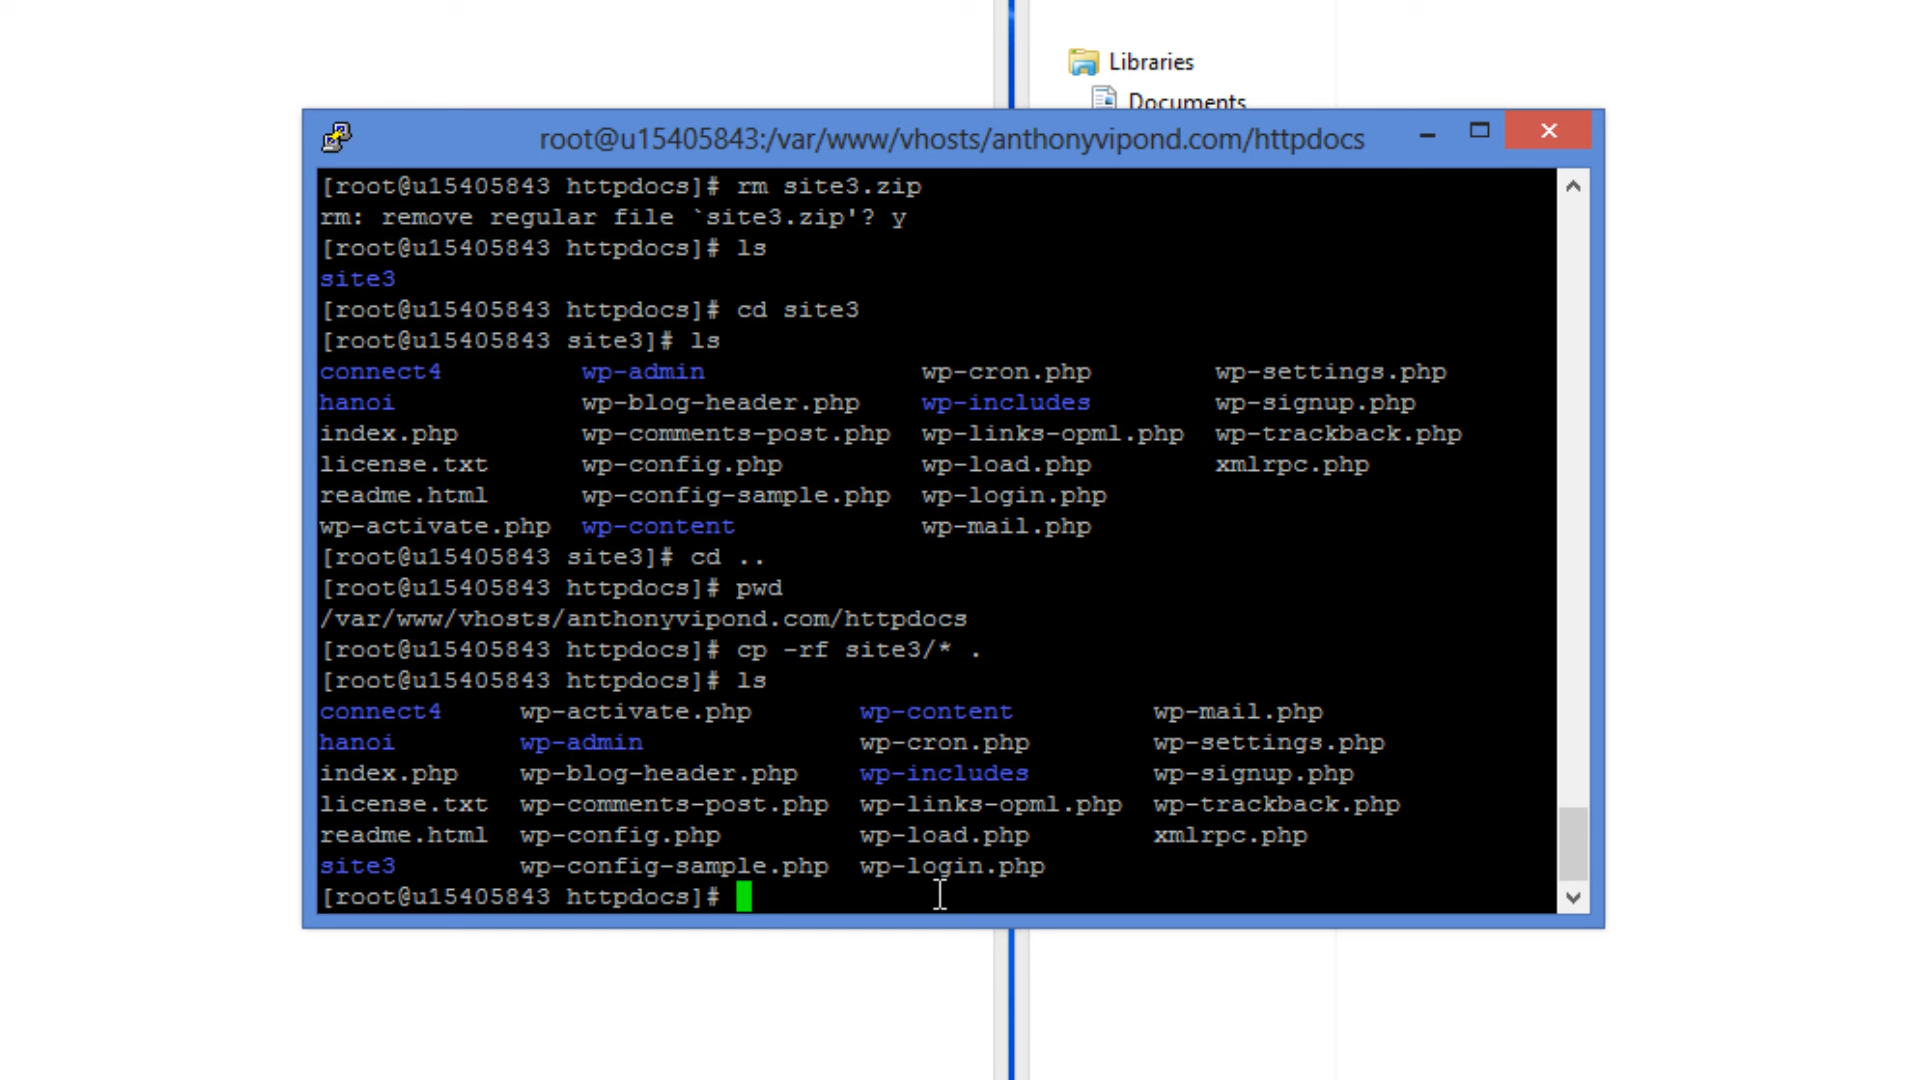 Libraries
Documents
root@u15405843:/var/www/vhosts/anthonyvipond.com/httpdocs
[root@u15405843 httpdocs]# rm site3.zip
rm: remove regular file `site3.zip'? y
[root@u15405843 httpdocs]# ls
site3
[root@u15405843 httpdocs]# cd site3
[root@u15405843 site3]# ls
connect4 wp-admin wp-cron.php wp-settings.php
hanoi wp-blog-header.php wp-includes wp-signup.php
index.php wp-comments-post.php wp-links-opml.php wp-trackback.php
license.txt wp-config.php wp-load.php xmlrpc.php
readme.html wp-config-sample.php wp-login.php
wp-activate.php wp-content wp-mail.php
[root@u15405843 site3]# cd ..
[root@u15405843 httpdocs]# pwd
/var/www/vhosts/anthonyvipond.com/httpdocs
[root@u15405843 httpdocs]# cp -rf site3/* .
[root@u15405843 httpdocs]# ls
connect4 wp-activate.php wp-content wp-mail.php
hanoi wp-admin wp-cron.php wp-settings.php
index.php wp-blog-header.php wp-includes wp-signup.php
license.txt wp-comments-post.php wp-links-opml.php wp-trackback.php
readme.html wp-config.php wp-load.php xmlrpc.php
site3 wp-config-sample.php wp-login.php
[root@u15405843 httpdocs]#